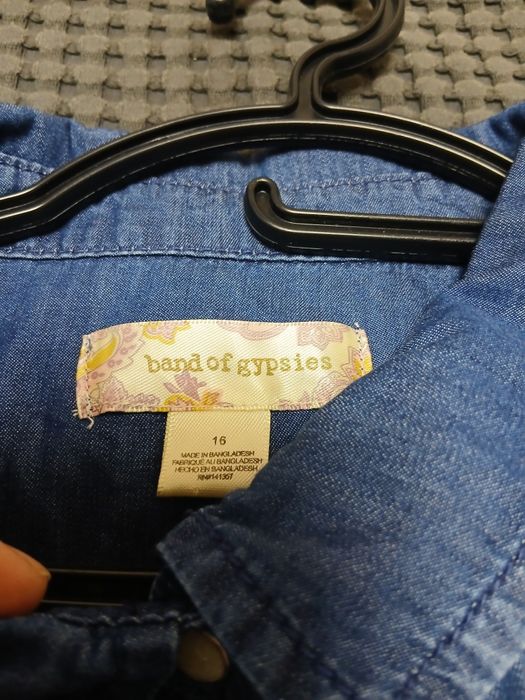 band of gypsies
16
MADE IN BANGLADESH
FABRIQUÉ AU BANGLADESH
HECHO EN BANGLADESH
RN#141357